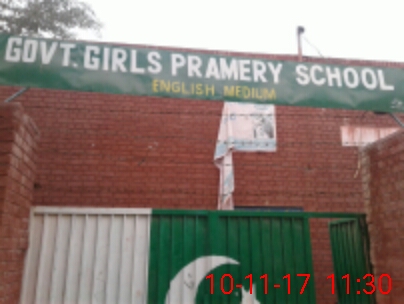 GOVT. GIRLS PRAMERY SCHOOL
ENGLISH MEDIUM
10-11-17 11:30